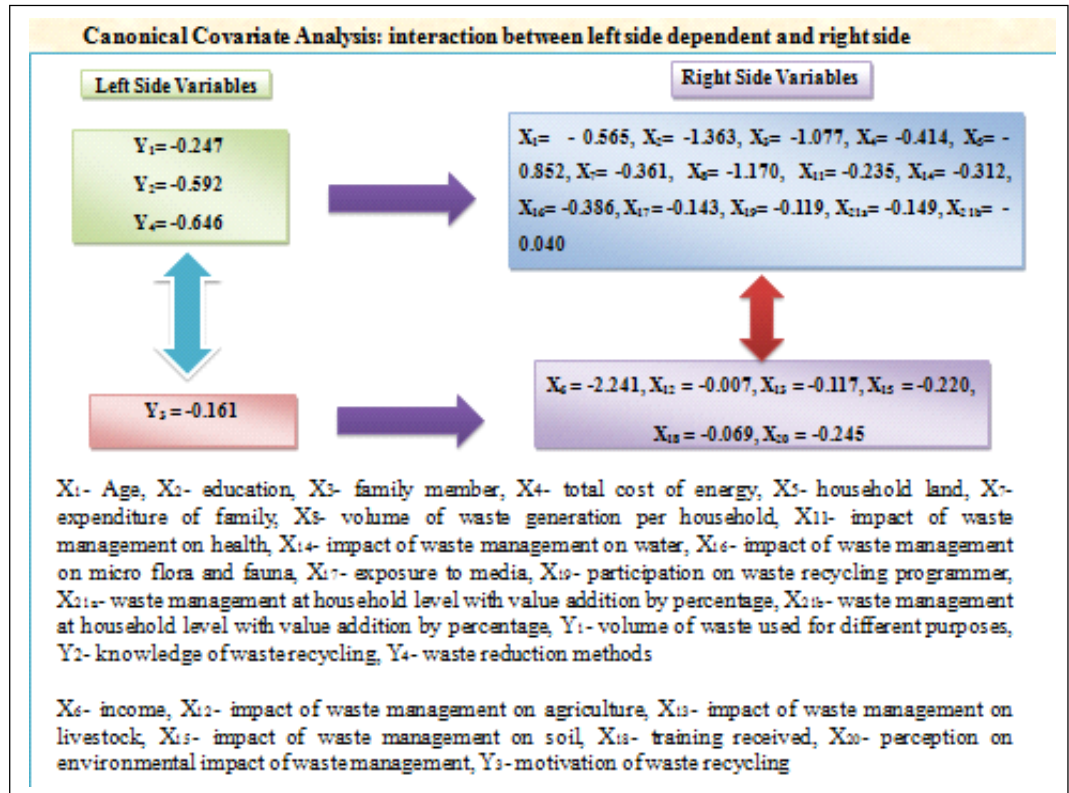 Canonical Covariate Analysis: interaction between left side dependent and right side
Left Side Variables
Right Side Variables
Y₁= -0.247
Y₂= -0.592
Y₄= -0.646
X₁= - 0.565, X₂= -1.363, X₃= -1.077, X₄= -0.414, X₅= -
0.852, X₇= -0.361, X₈= -1.170, X₁₁= -0.235, X₁₄= -0.312,
X₁₆= -0.386, X₁₇= -0.143, X₁₉= -0.119, X₂₁ₐ= -0.149, X₂₁b= -
0.040
Y₃ = -0.161
X₆ = -2.241, X₁₂ = -0.007, X₁₃ = -0.117, X₁₅ = -0.220,
X₁₈ = -0.069, X₂₀ = -0.245
X₁- Age, X₂- education, X₃- family member, X₄- total cost of energy, X₅- household land, X₇-
expenditure of family, X₈- volume of waste generation per household, X₁₁- impact of waste
management on health, X₁₄- impact of waste management on water, X₁₆- impact of waste management
on micro flora and fauna, X₁₇- exposure to media, X₁₉- participation on waste recycling programmer,
X₂₁ₐ- waste management at household level with value addition by percentage, X₂₁b- waste management
at household level with value addition by percentage, Y₁- volume of waste used for different purposes,
Y₂- knowledge of waste recycling, Y₄- waste reduction methods
X₆- income, X₁₂- impact of waste management on agriculture, X₁₃- impact of waste management on
livestock, X₁₅- impact of waste management on soil, X₁₈- training received, X₂₀- perception on
environmental impact of waste management, Y₃- motivation of waste recycling